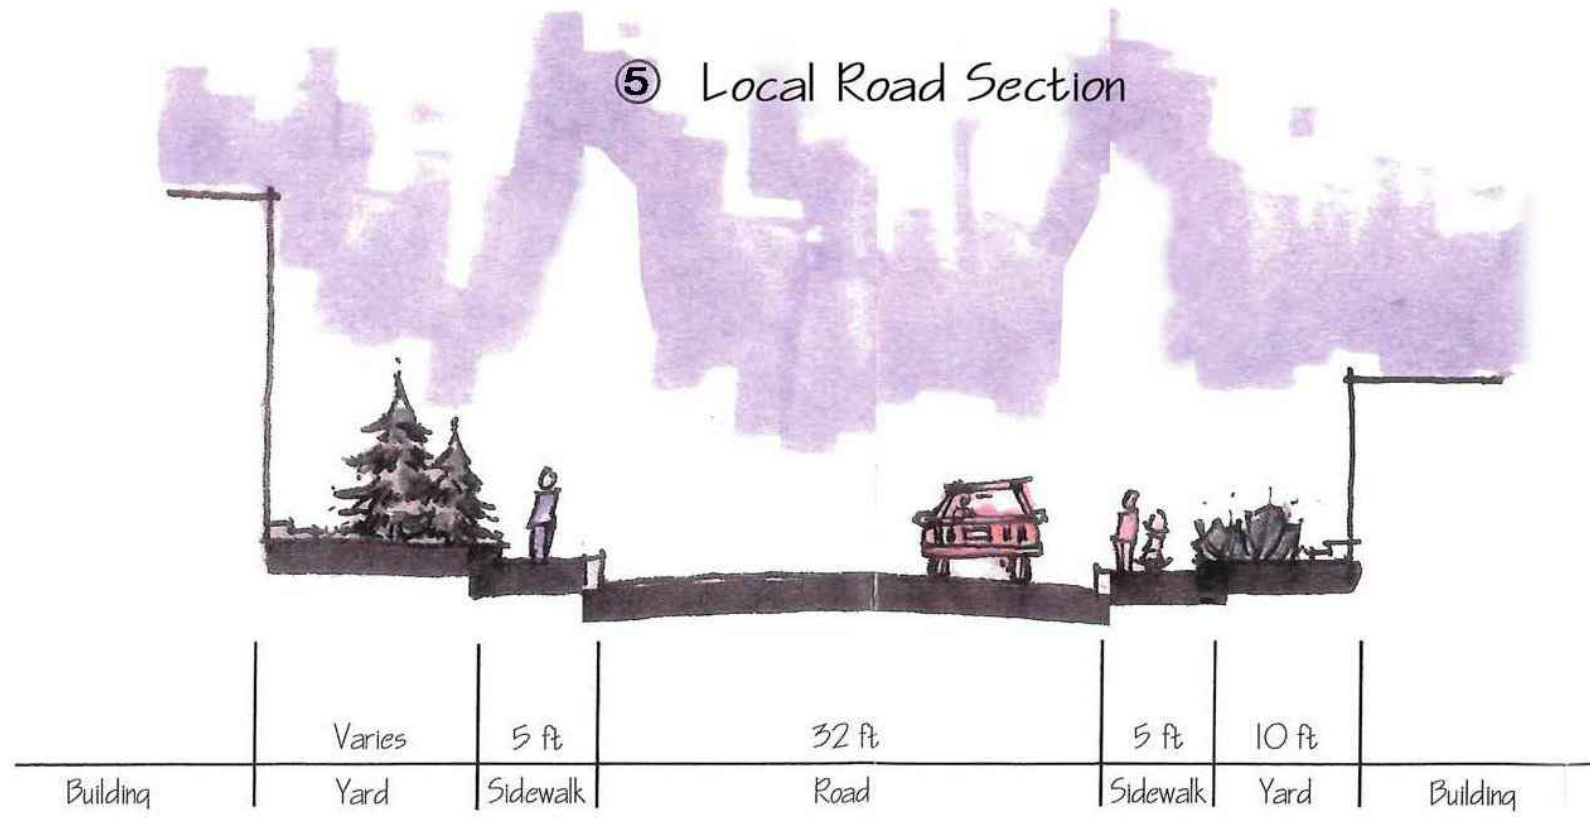 ⑤ Local Road Section
Varies 5 ft 32 ft 5 ft 10 ft
Building Yard Sidewalk Road Sidewalk Yard Building